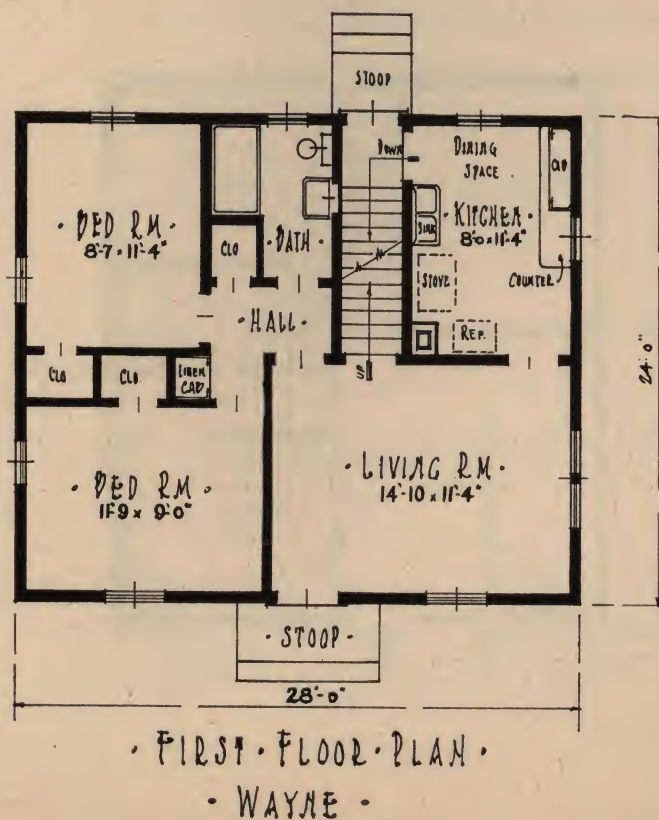 STOOP
DOWN
DINING
SPACE
CAB
· BED RM ·
8'-7 x 11'-4"
CLO
· BATH ·
SINK
· KITCHEN ·
8'-0 x 11'-4"
STOVE
COUNTER
· HALL ·
REF.
UP
CLO
CLO
LINEN
CAB
24'-0"
· BED RM ·
11'-9 x 9'-0"
· LIVING RM ·
14'-10 x 11'-4"
· STOOP ·
28'-0"
· FIRST · FLOOR · PLAN ·
· WAYNE ·